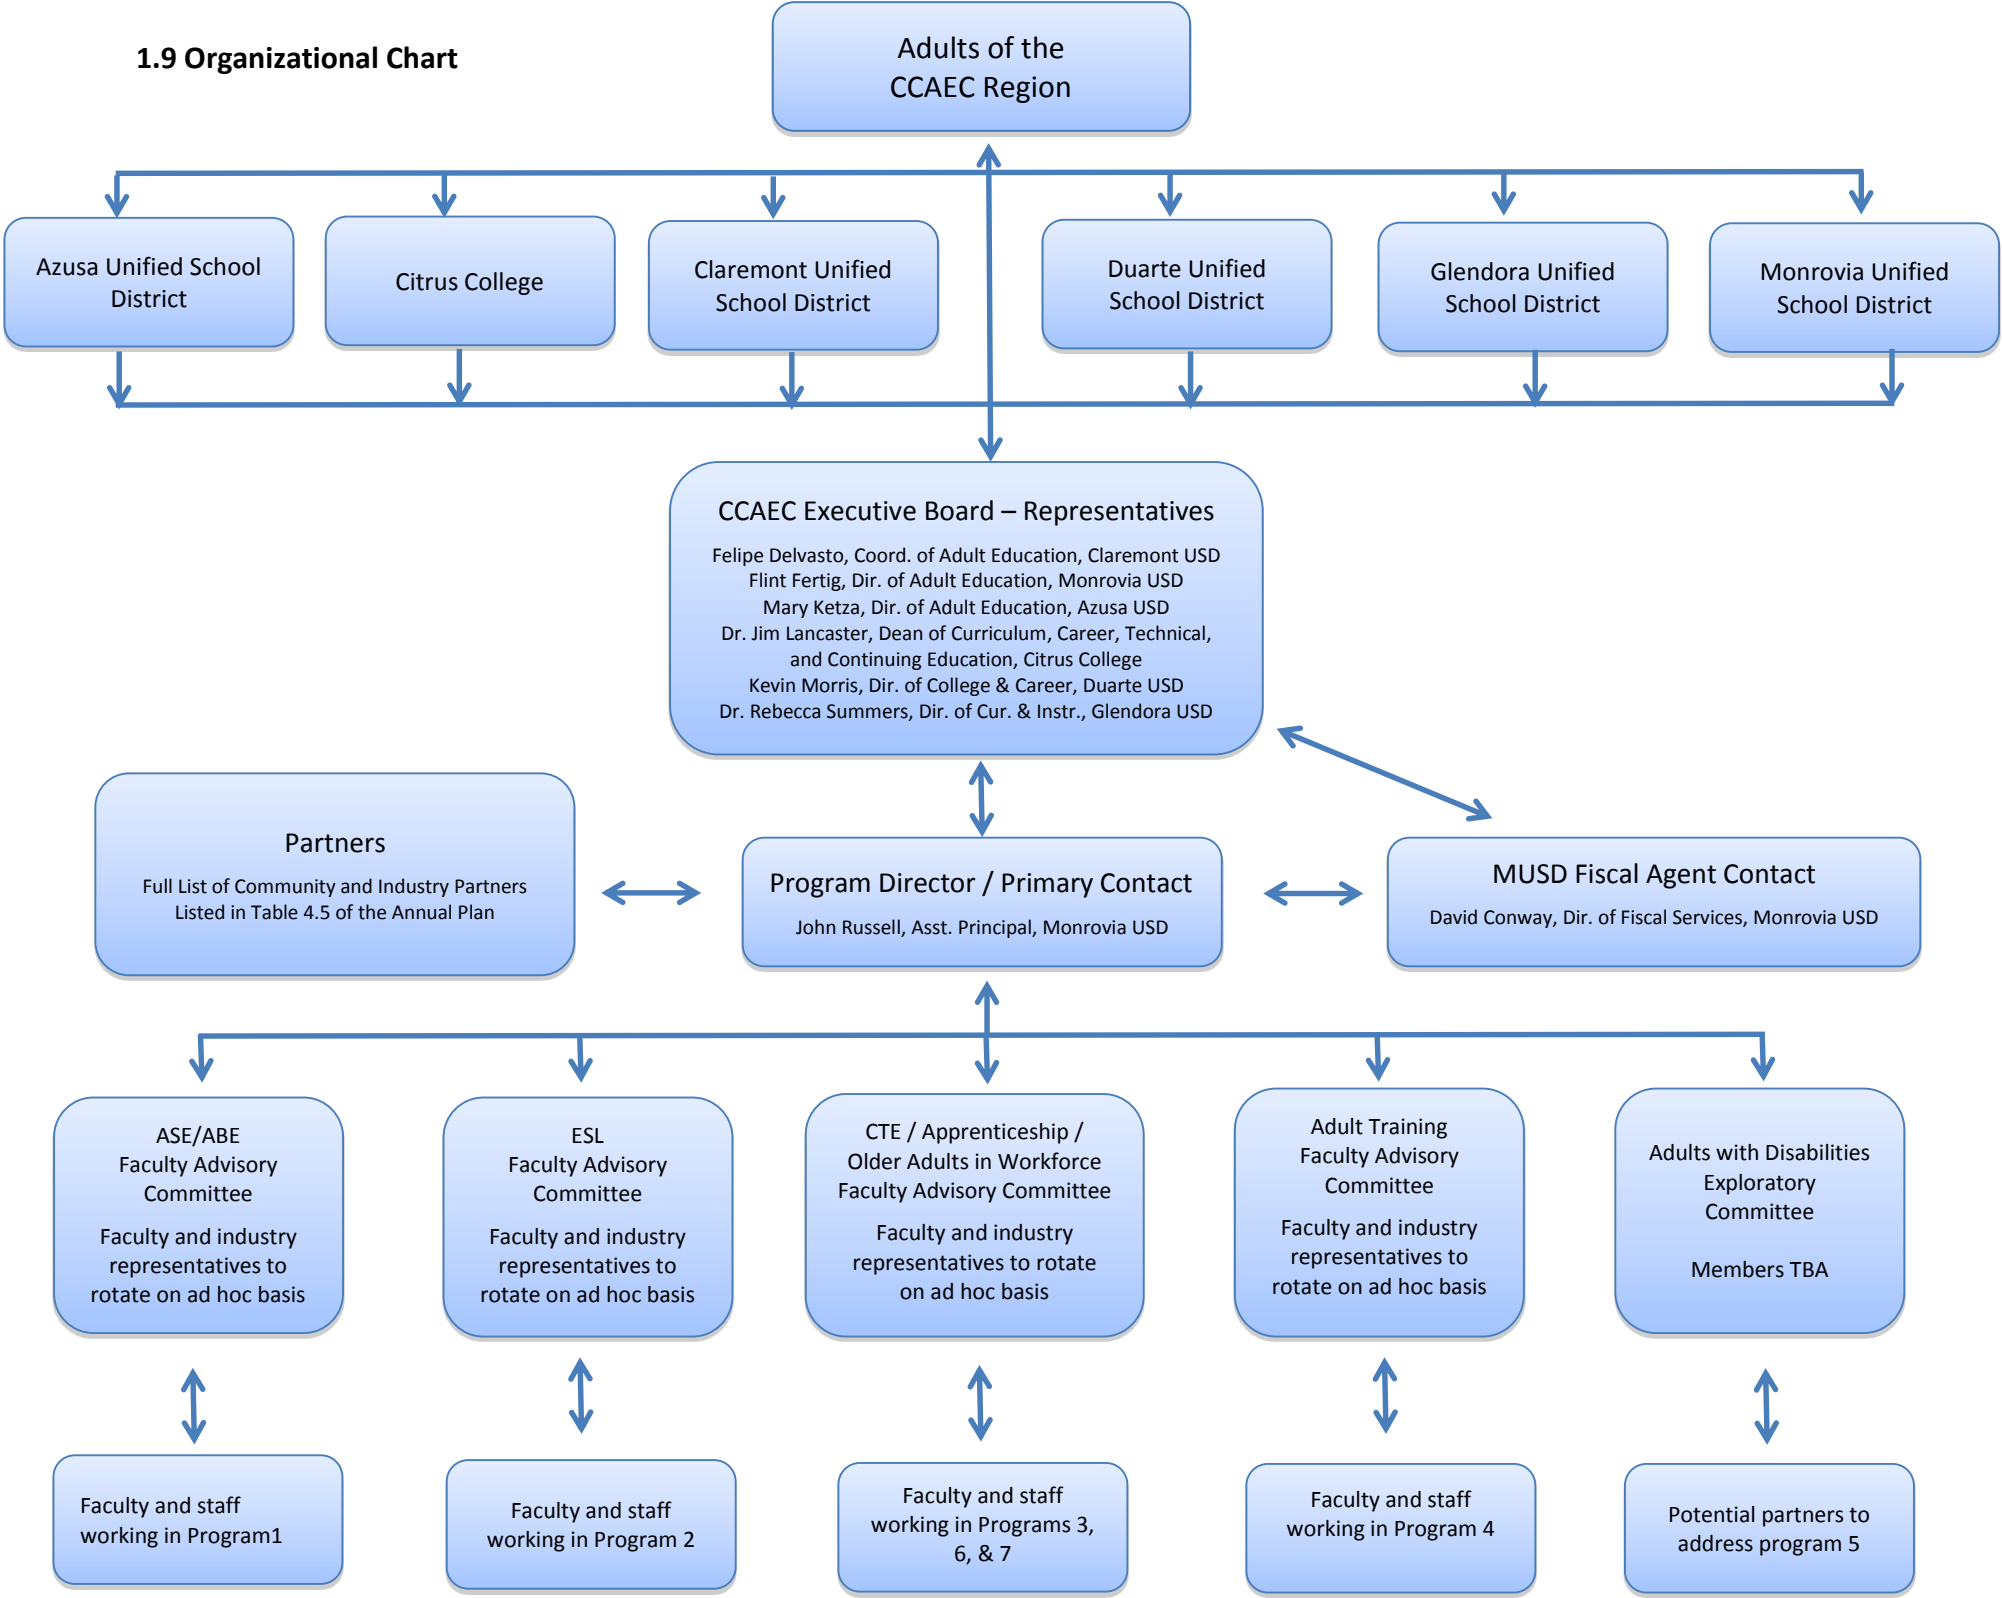 1.9 Organizational Chart
Adults of the
CCAEC Region
Azusa Unified School
District
Citrus College
Claremont Unified
School District
Duarte Unified
School District
Glendora Unified
School District
Monrovia Unified
School District
CCAEC Executive Board – Representatives
Felipe Delvasto, Coord. of Adult Education, Claremont USD
Flint Fertig, Dir. of Adult Education, Monrovia USD
Mary Ketza, Dir. of Adult Education, Azusa USD
Dr. Jim Lancaster, Dean of Curriculum, Career, Technical,
and Continuing Education, Citrus College
Kevin Morris, Dir. of College & Career, Duarte USD
Dr. Rebecca Summers, Dir. of Cur. & Instr., Glendora USD
Partners
Full List of Community and Industry Partners
Listed in Table 4.5 of the Annual Plan
Program Director / Primary Contact
John Russell, Asst. Principal, Monrovia USD
MUSD Fiscal Agent Contact
David Conway, Dir. of Fiscal Services, Monrovia USD
ASE/ABE
Faculty Advisory
Committee
Faculty and industry
representatives to
rotate on ad hoc basis
ESL
Faculty Advisory
Committee
Faculty and industry
representatives to
rotate on ad hoc basis
CTE / Apprenticeship /
Older Adults in Workforce
Faculty Advisory Committee
Faculty and industry
representatives to rotate
on ad hoc basis
Adult Training
Faculty Advisory
Committee
Faculty and industry
representatives to
rotate on ad hoc basis
Adults with Disabilities
Exploratory
Committee
Members TBA
Faculty and staff
working in Program1
Faculty and staff
working in Program 2
Faculty and staff
working in Programs 3,
6, & 7
Faculty and staff
working in Program 4
Potential partners to
address program 5